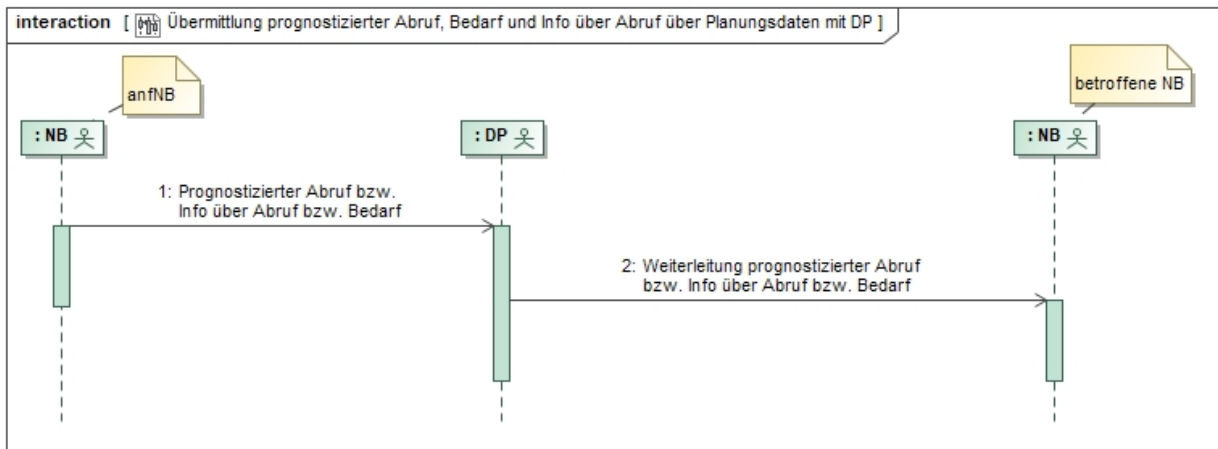 interaction [ Übermittlung prognostizierter Abruf, Bedarf und Info über Abruf über Planungsdaten mit DP ]
anfNB
betroffene NB
: NB
: DP
: NB
1: Prognostizierter Abruf bzw.
Info über Abruf bzw. Bedarf
2: Weiterleitung prognostizierter Abruf
bzw. Info über Abruf bzw. Bedarf